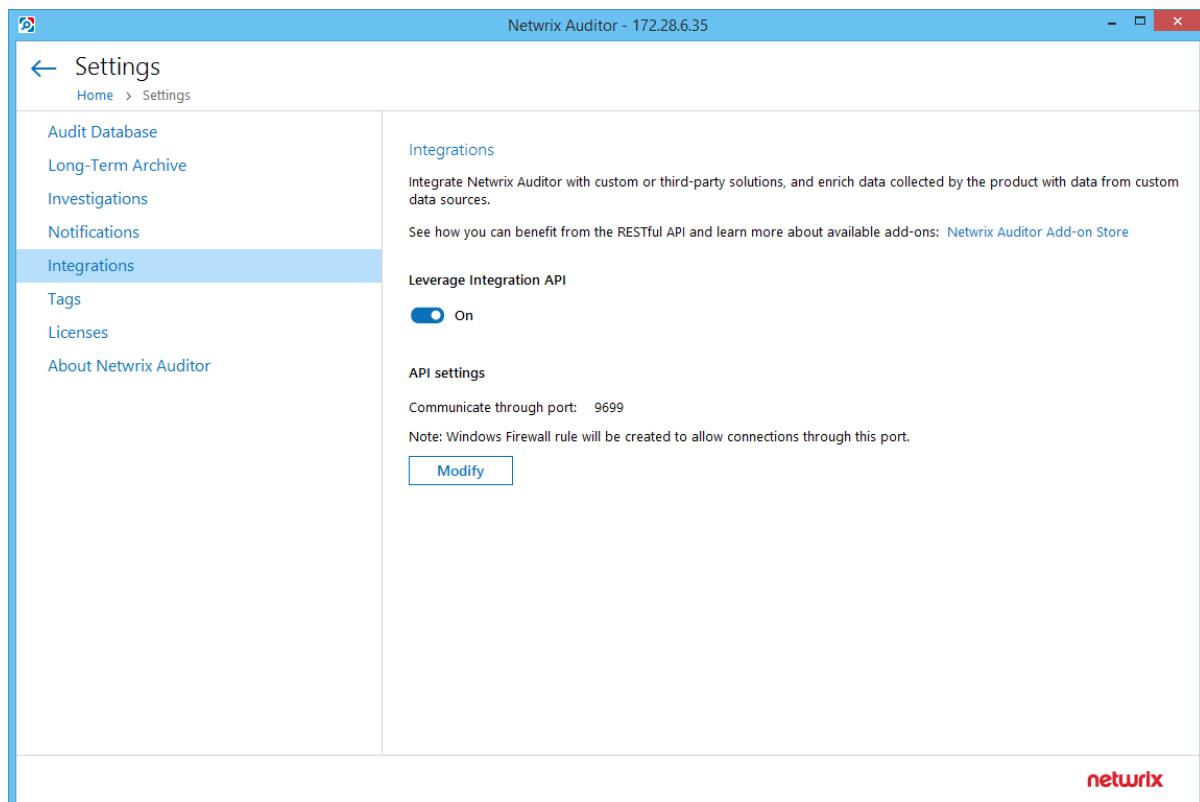 Netwrix Auditor - 172.28.6.35
Settings
Home > Settings
Audit Database
Long-Term Archive
Investigations
Notifications
Integrations
Tags
Licenses
About Netwrix Auditor
Integrations
Integrate Netwrix Auditor with custom or third-party solutions, and enrich data collected by the product with data from custom
data sources.
See how you can benefit from the RESTful API and learn more about available add-ons: Netwrix Auditor Add-on Store
Leverage Integration API
On
API settings
Communicate through port: 9699
Note: Windows Firewall rule will be created to allow connections through this port.
Modify
netwrix